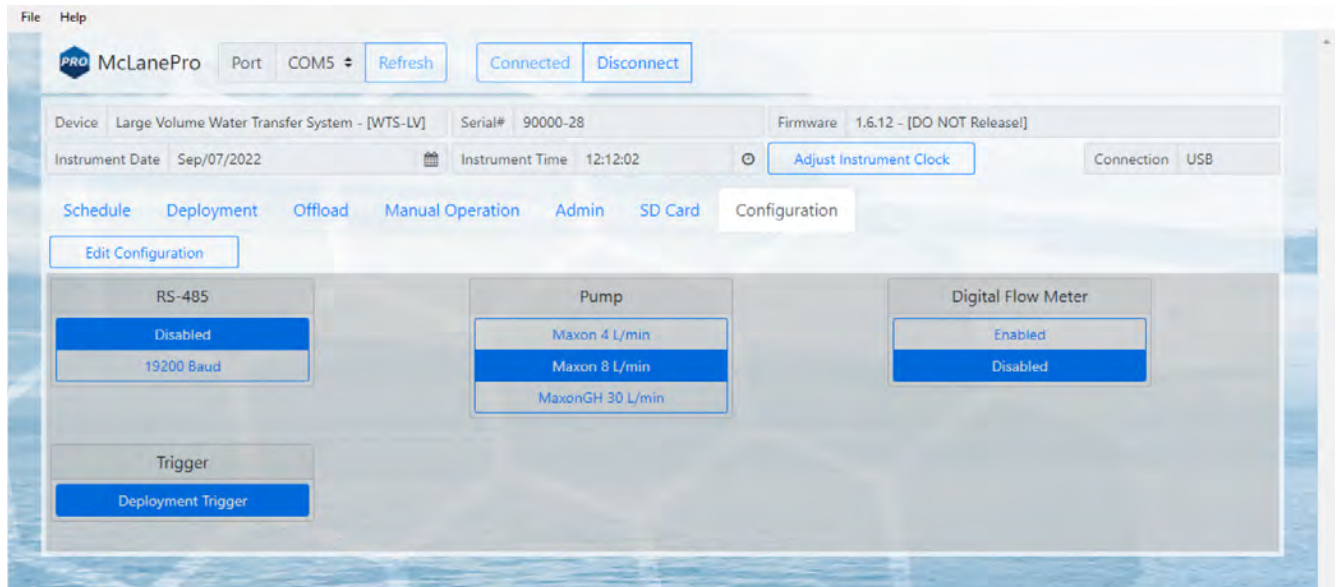 File Help
PRO McLanePro Port COM5 Refresh Connected Disconnect
Device Large Volume Water Transfer System - [WTS-LV] Serial# 90000-28 Firmware 1.6.12 - [DO NOT Release!]
Instrument Date Sep/07/2022 Instrument Time 12:12:02 Adjust Instrument Clock Connection USB
Schedule Deployment Offload Manual Operation Admin SD Card Configuration
Edit Configuration
RS-485 Pump Digital Flow Meter
Disabled Maxon 4 L/min Enabled
19200 Baud Maxon 8 L/min Disabled
MaxonGH 30 L/min
Trigger
Deployment Trigger